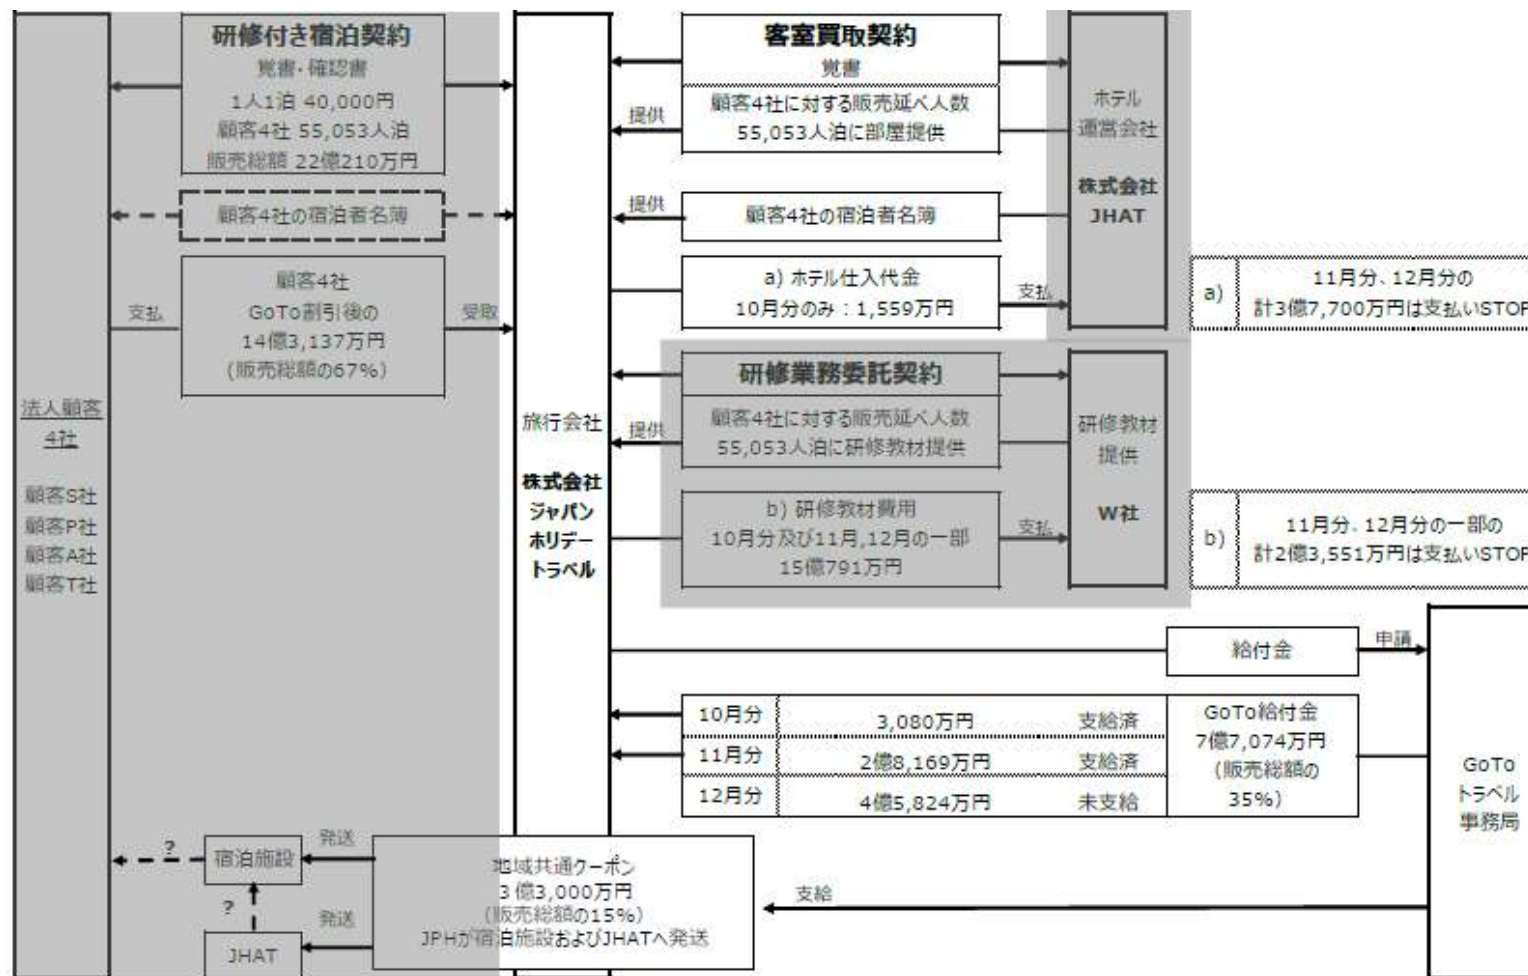 研修付き宿泊契約
覚書・確認書
1人1泊 40,000円
顧客4社 55,053人泊
販売総額 22億210万円
顧客4社の宿泊者名簿
支払
顧客4社
GoTo割引後の
14億3,137万円
(販売総額の67%)
受取
法人顧客
4社
顧客S社
顧客P社
顧客A社
顧客T社
旅行会社
株式会社
ジャパン
ホリデー
トラベル
客室買取契約
覚書
提供
顧客4社に対する販売延べ人数
55,053人泊に部屋提供
提供
顧客4社の宿泊者名簿
a) ホテル仕入代金
10月分のみ：1,559万円
支払
ホテル
運営会社
株式会社
JHAT
a)
11月分、12月分の
計3億7,700万円は支払いSTOP
研修業務委託契約
提供
顧客4社に対する販売延べ人数
55,053人泊に研修教材提供
b) 研修教材費用
10月分及び11月,12月の一部
15億791万円
支払
研修教材
提供
W社
b)
11月分、12月分の一部の
計2億3,551万円は支払いSTOP
給付金
申請
10月分
3,080万円
支給済
11月分
2億8,169万円
支給済
12月分
4億5,824万円
未支給
GoTo給付金
7億7,074万円
(販売総額の
35%)
GoTo
トラベル
事務局
?
宿泊施設
発送
?
発送
JHAT
地域共通クーポン
3億3,000万円
(販売総額の15%)
JPHが宿泊施設およびJHATへ発送
支給